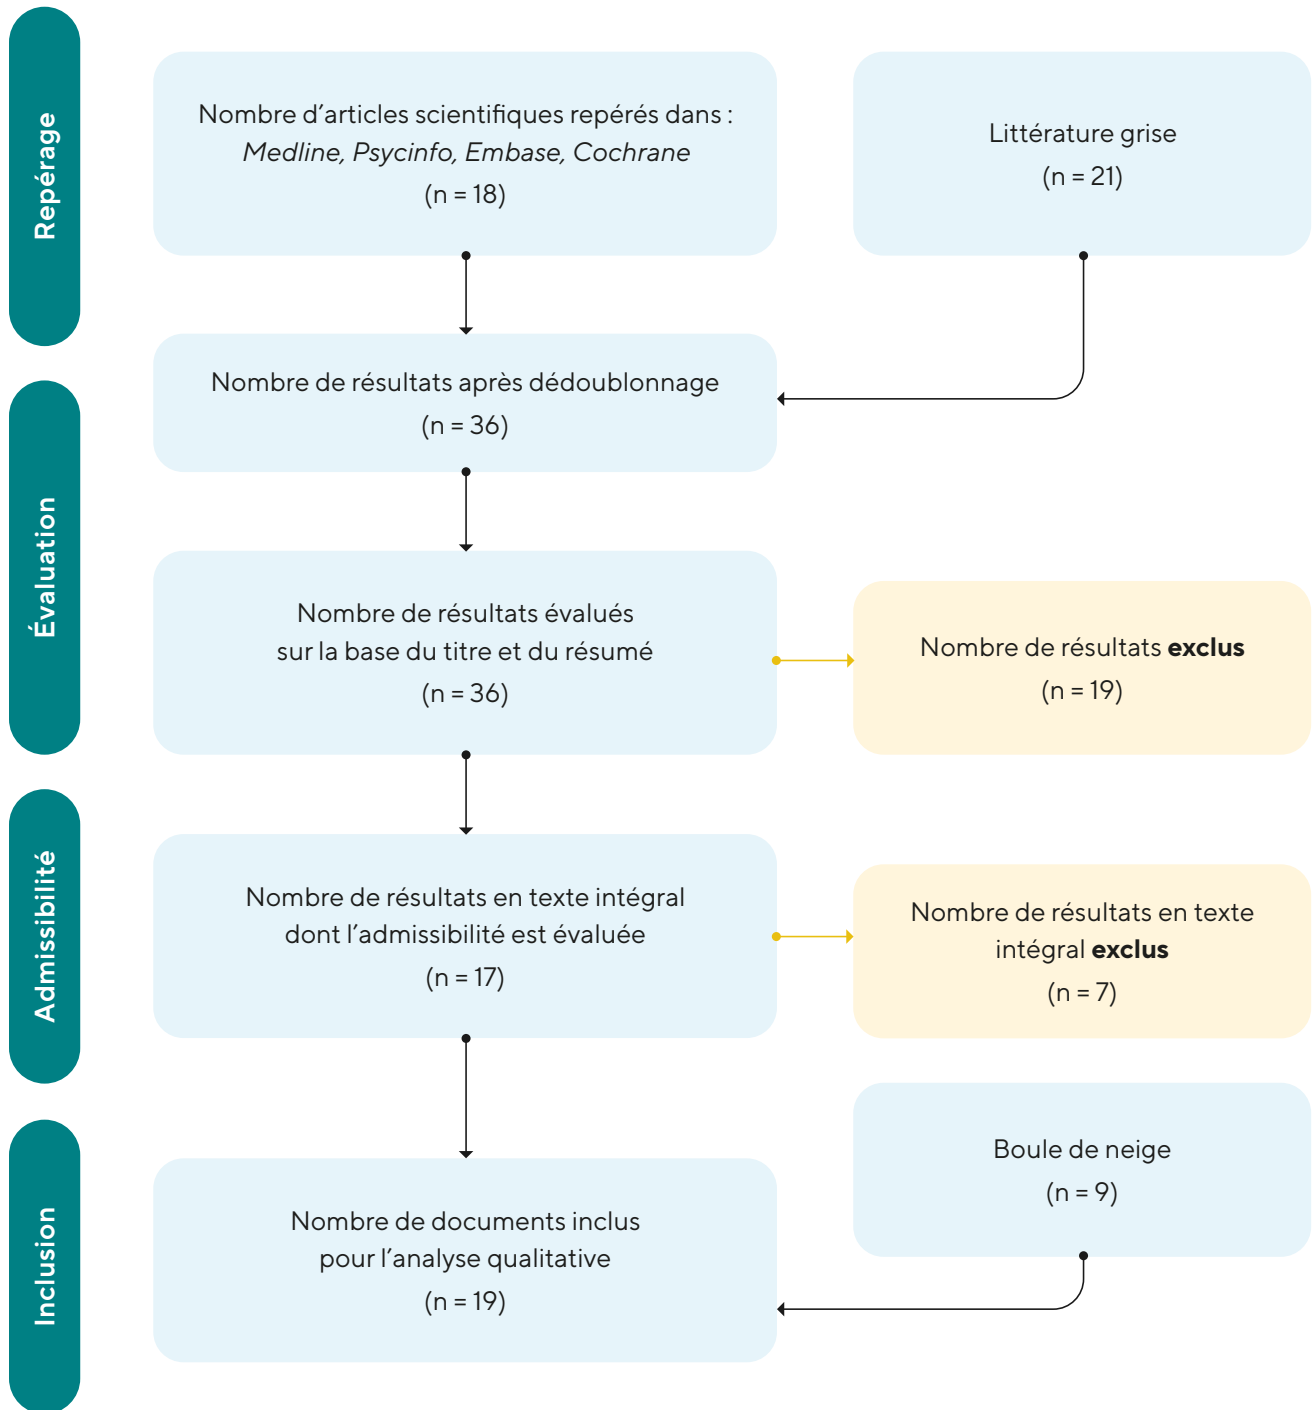 Repérage
Nombre d'articles scientifiques repérés dans :
Medline, Psycinfo, Embase, Cochrane
(n = 18)
Littérature grise
(n = 21)
Évaluation
Nombre de résultats après dédoublonnage
(n = 36)
Nombre de résultats évalués
sur la base du titre et du résumé
(n = 36)
Nombre de résultats exclus
(n = 19)
Admissibilité
Nombre de résultats en texte intégral
dont l'admissibilité est évaluée
(n = 17)
Nombre de résultats en texte
intégral exclus
(n = 7)
Inclusion
Boule de neige
(n = 9)
Nombre de documents inclus
pour l'analyse qualitative
(n = 19)